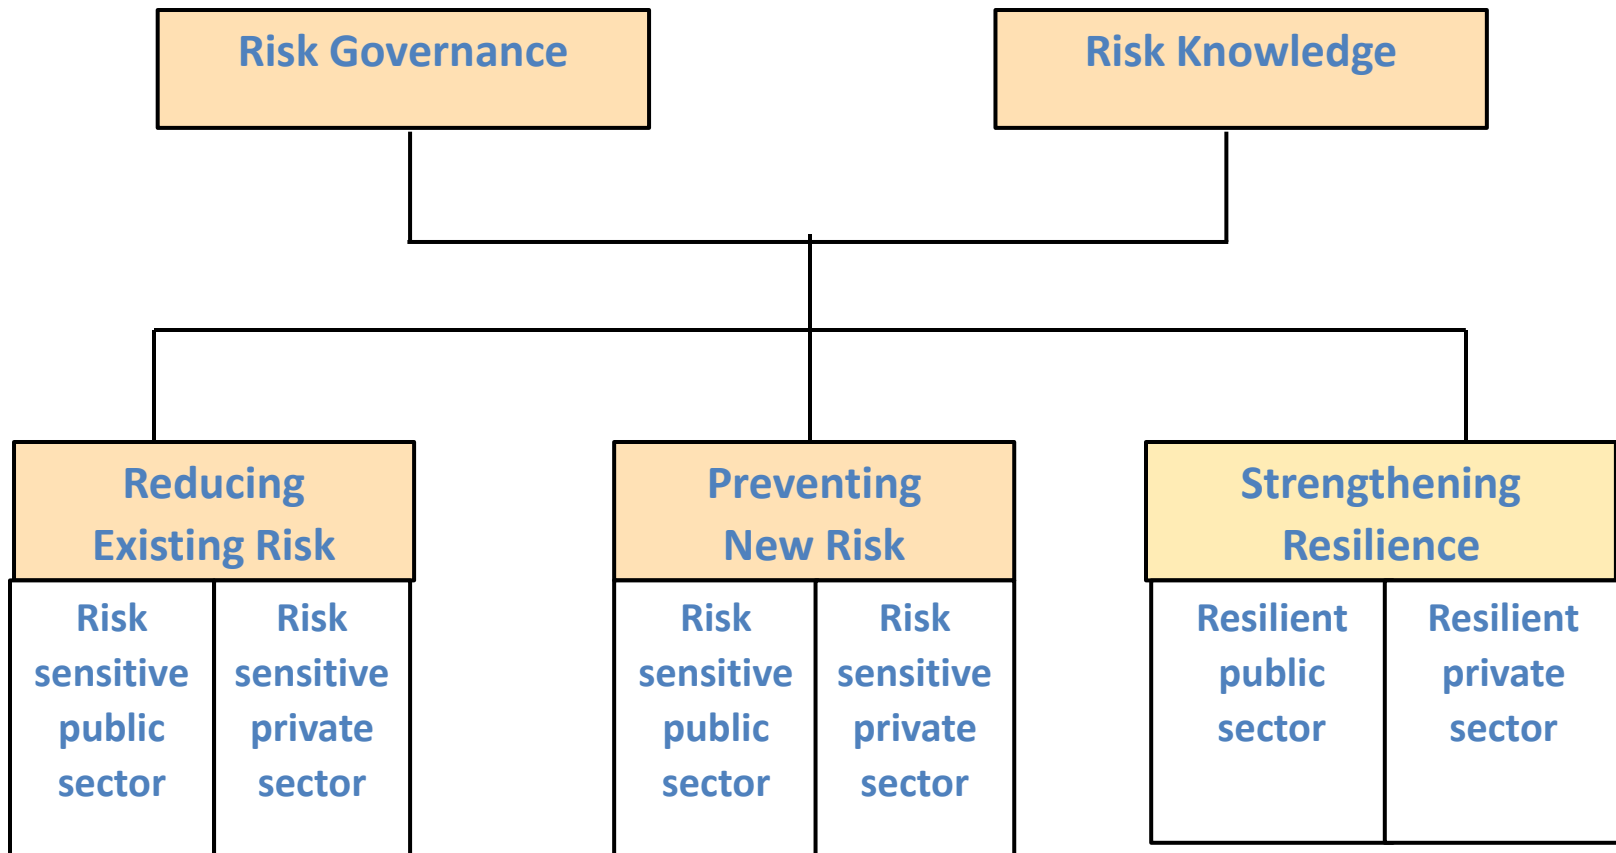 Risk Governance
Risk Knowledge
Reducing
Existing Risk
Risk
sensitive
public
sector
Risk
sensitive
private
sector
Preventing
New Risk
Risk
sensitive
public
sector
Risk
sensitive
private
sector
Strengthening
Resilience
Resilient
public
sector
Resilient
private
sector